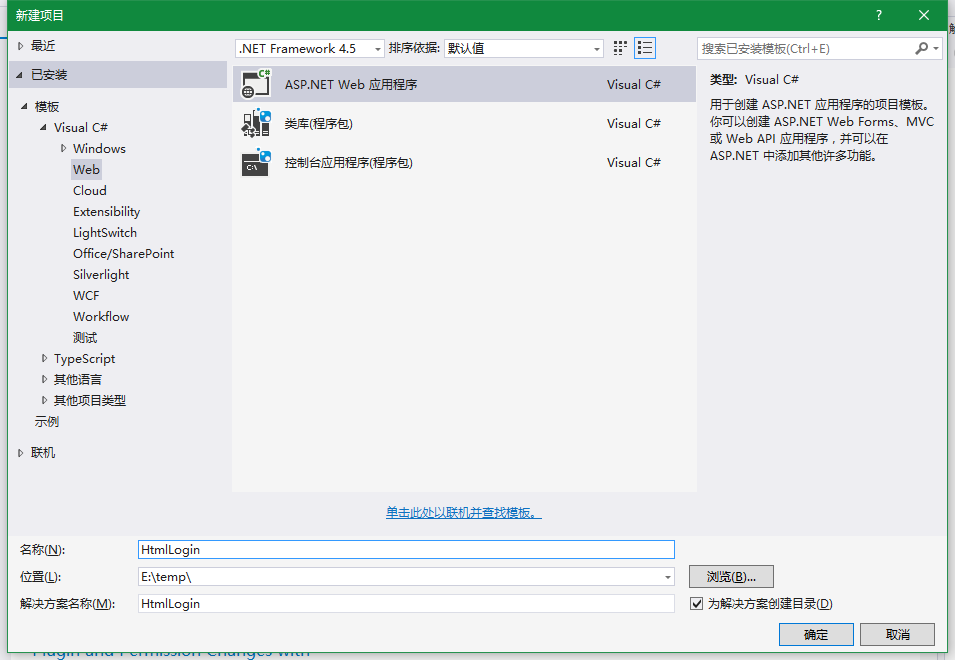 新建项目
?
最近
.NET Framework 4.5
排序依据:
默认值
搜索已安装模板(Ctrl+E)
已安装
模板
Visual C#
Windows
Web
Cloud
Extensibility
LightSwitch
Office/SharePoint
Silverlight
WCF
Workflow
测试
TypeScript
其他语言
其他项目类型
示例
联机
C#
ASP.NET Web 应用程序
Visual C#
类库(程序包)
Visual C#
C:\
控制台应用程序(程序包)
Visual C#
类型: Visual C#
用于创建 ASP.NET 应用程序的项目模板。
你可以创建 ASP.NET Web Forms、MVC
或 Web API 应用程序，并可以在
ASP.NET 中添加其他许多功能。
单击此处以联机并查找模板。
名称(N):
HtmlLogin
位置(L):
E:\temp\
浏览(B)...
解决方案名称(M):
HtmlLogin
为解决方案创建目录(D)
确定
取消
Plugin and Permission Changes with